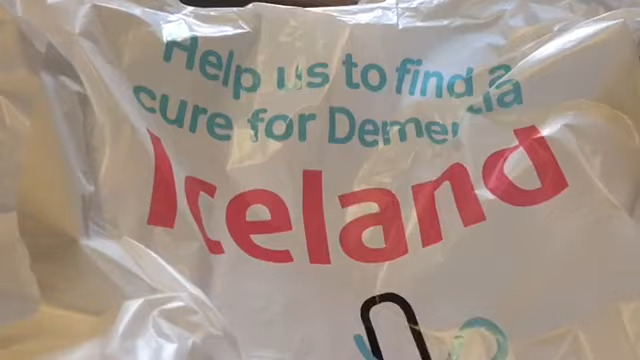 Help us to find a
cure for Dementia
Iceland